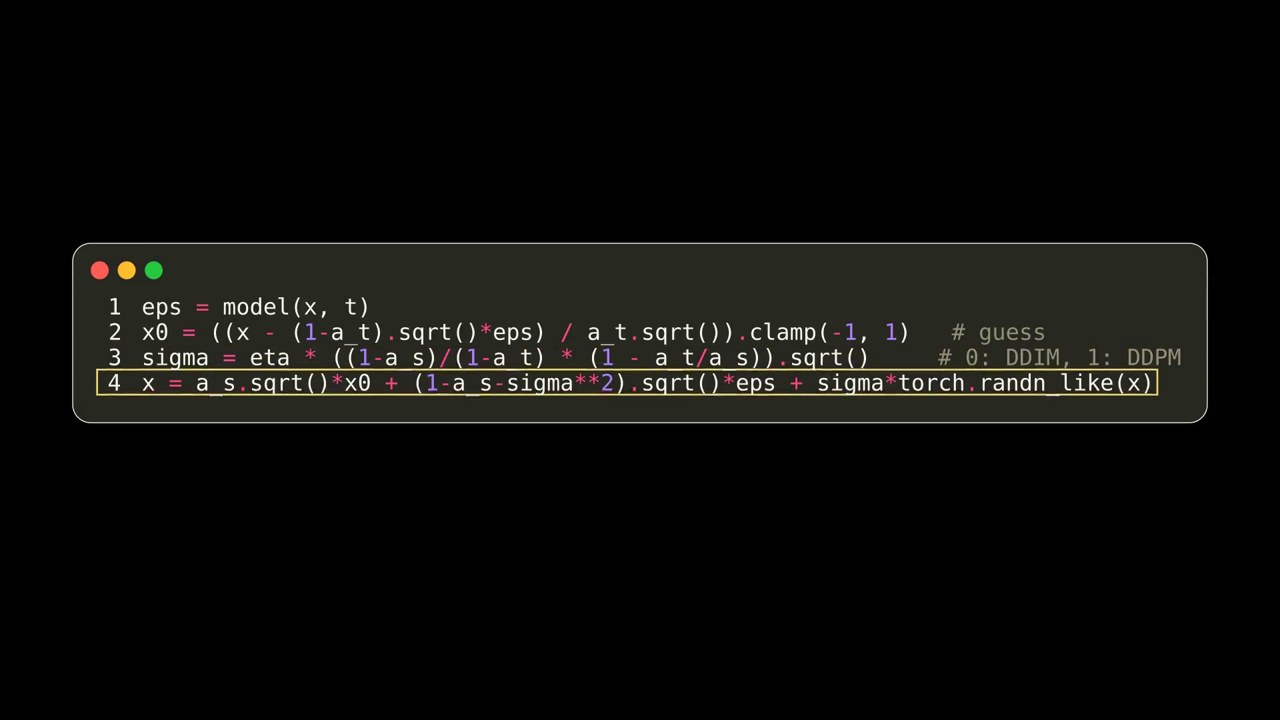 1 eps = model(x, t)
2 x0 = ((x - (1-a_t).sqrt()*eps) / a_t.sqrt()).clamp(-1, 1)   # guess
3 sigma = eta * ((1-a_s)/(1-a_t) * (1 - a_t/a_s)).sqrt()     # 0: DDIM, 1: DDPM
4 x = a_s.sqrt()*x0 + (1-a_s-sigma**2).sqrt()*eps + sigma*torch.randn_like(x)